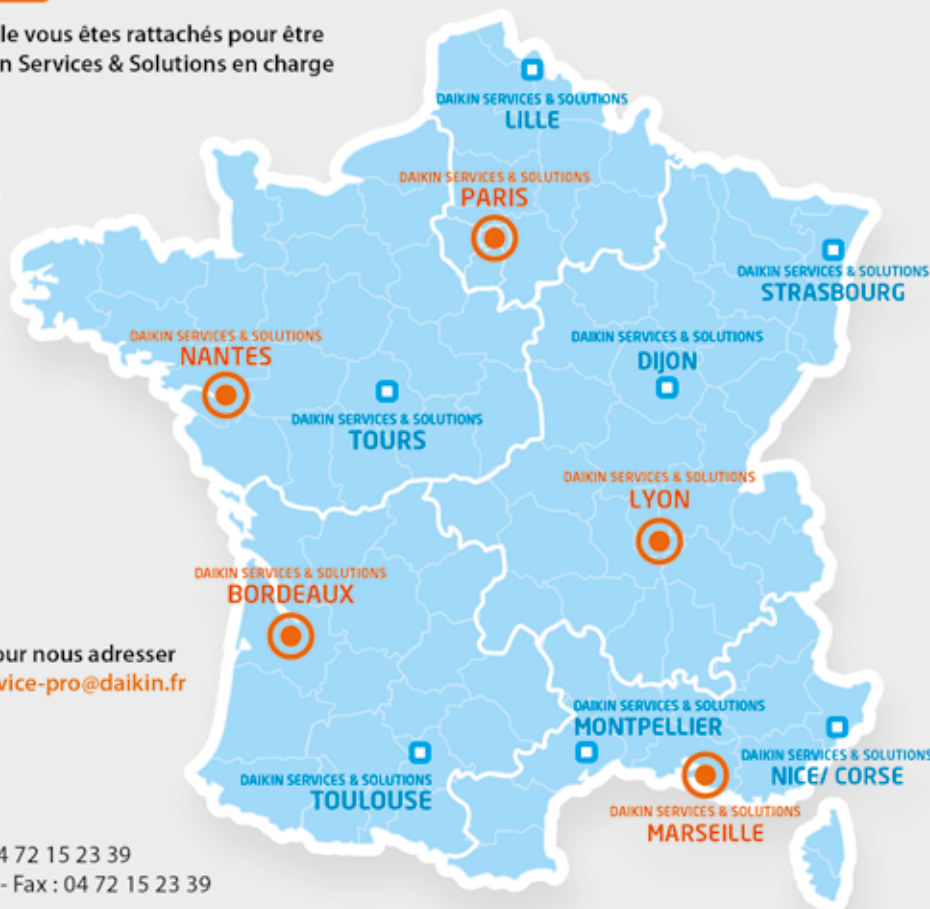 le vous êtes rattachés pour être
n Services & Solutions en charge
DAIKIN SERVICES & SOLUTIONS
LILLE
DAIKIN SERVICES & SOLUTIONS
PARIS
DAIKIN SERVICES & SOLUTIONS
STRASBOURG
DAIKIN SERVICES & SOLUTIONS
NANTES
DAIKIN SERVICES & SOLUTIONS
DIJON
DAIKIN SERVICES & SOLUTIONS
TOURS
DAIKIN SERVICES & SOLUTIONS
LYON
DAIKIN SERVICES & SOLUTIONS
BORDEAUX
our nous adresser
vice-pro@daikin.fr
DAIKIN SERVICES & SOLUTIONS
MONTPELLIER
DAIKIN SERVICES & SOLUTIONS
NICE/ CORSE
DAIKIN SERVICES & SOLUTIONS
TOULOUSE
DAIKIN SERVICES & SOLUTIONS
MARSEILLE
4 72 15 23 39
- Fax : 04 72 15 23 39